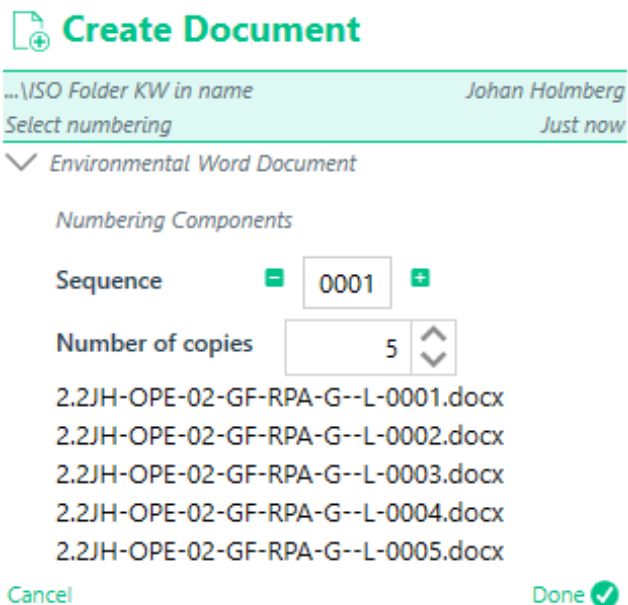 Create Document
...\ISO Folder KW in name Johan Holmberg
Select numbering Just now
Environmental Word Document
Numbering Components
Sequence 0001
Number of copies 5
2.2JH-OPE-02-GF-RPA-G--L-0001.docx
2.2JH-OPE-02-GF-RPA-G--L-0002.docx
2.2JH-OPE-02-GF-RPA-G--L-0003.docx
2.2JH-OPE-02-GF-RPA-G--L-0004.docx
2.2JH-OPE-02-GF-RPA-G--L-0005.docx
Cancel Done